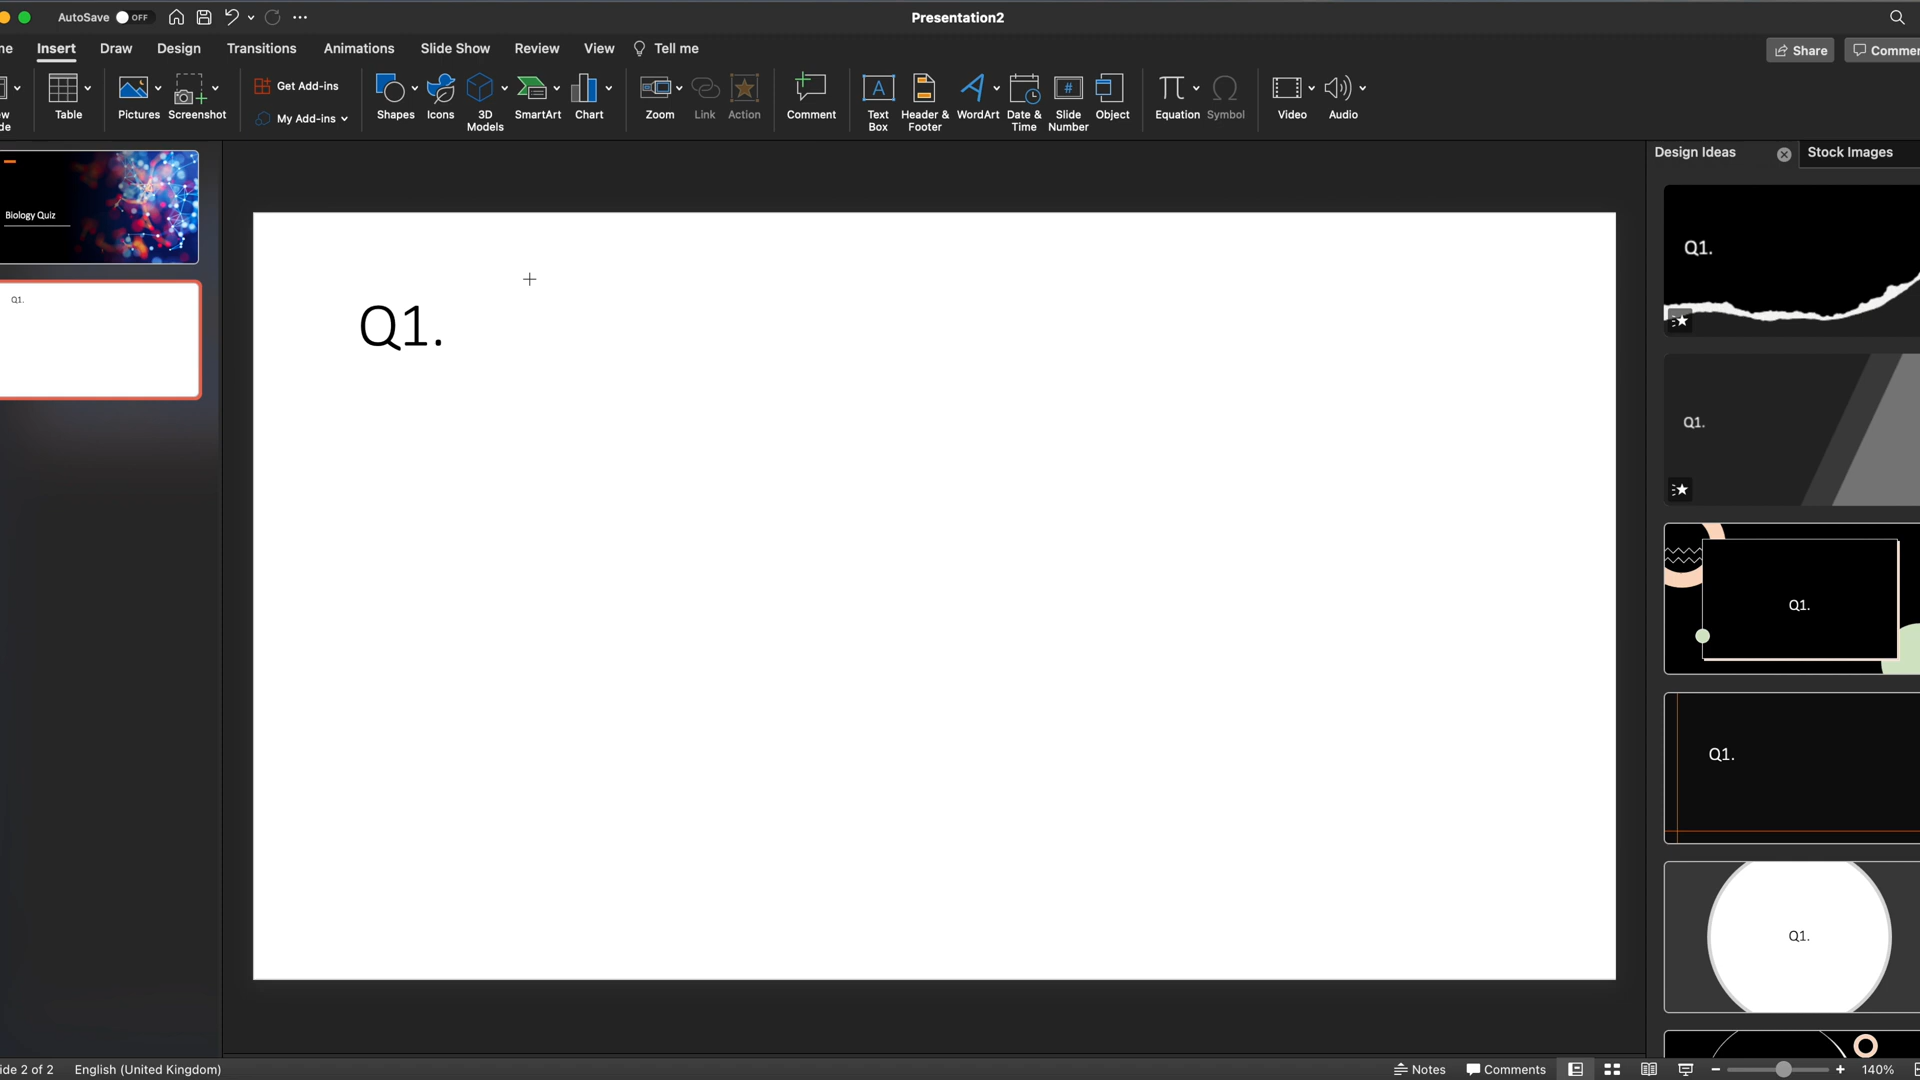 AutoSave OFF Presentation2
Insert Draw Design Transitions Animations Slide Show Review View Tell me Share
Table Pictures Screenshot Get Add-ins My Add-ins Shapes Icons 3D Models SmartArt Chart Zoom Link Action Comment Text Box Header & Footer WordArt Date & Time Slide Number Object Equation Symbol Video Audio
Design Ideas Stock Images
Biology Quiz
Q1.
Q1.
Q1.
Q1.
Q1.
Q1.
Q1.
2 of 2 English (United Kingdom) Notes Comments 140%